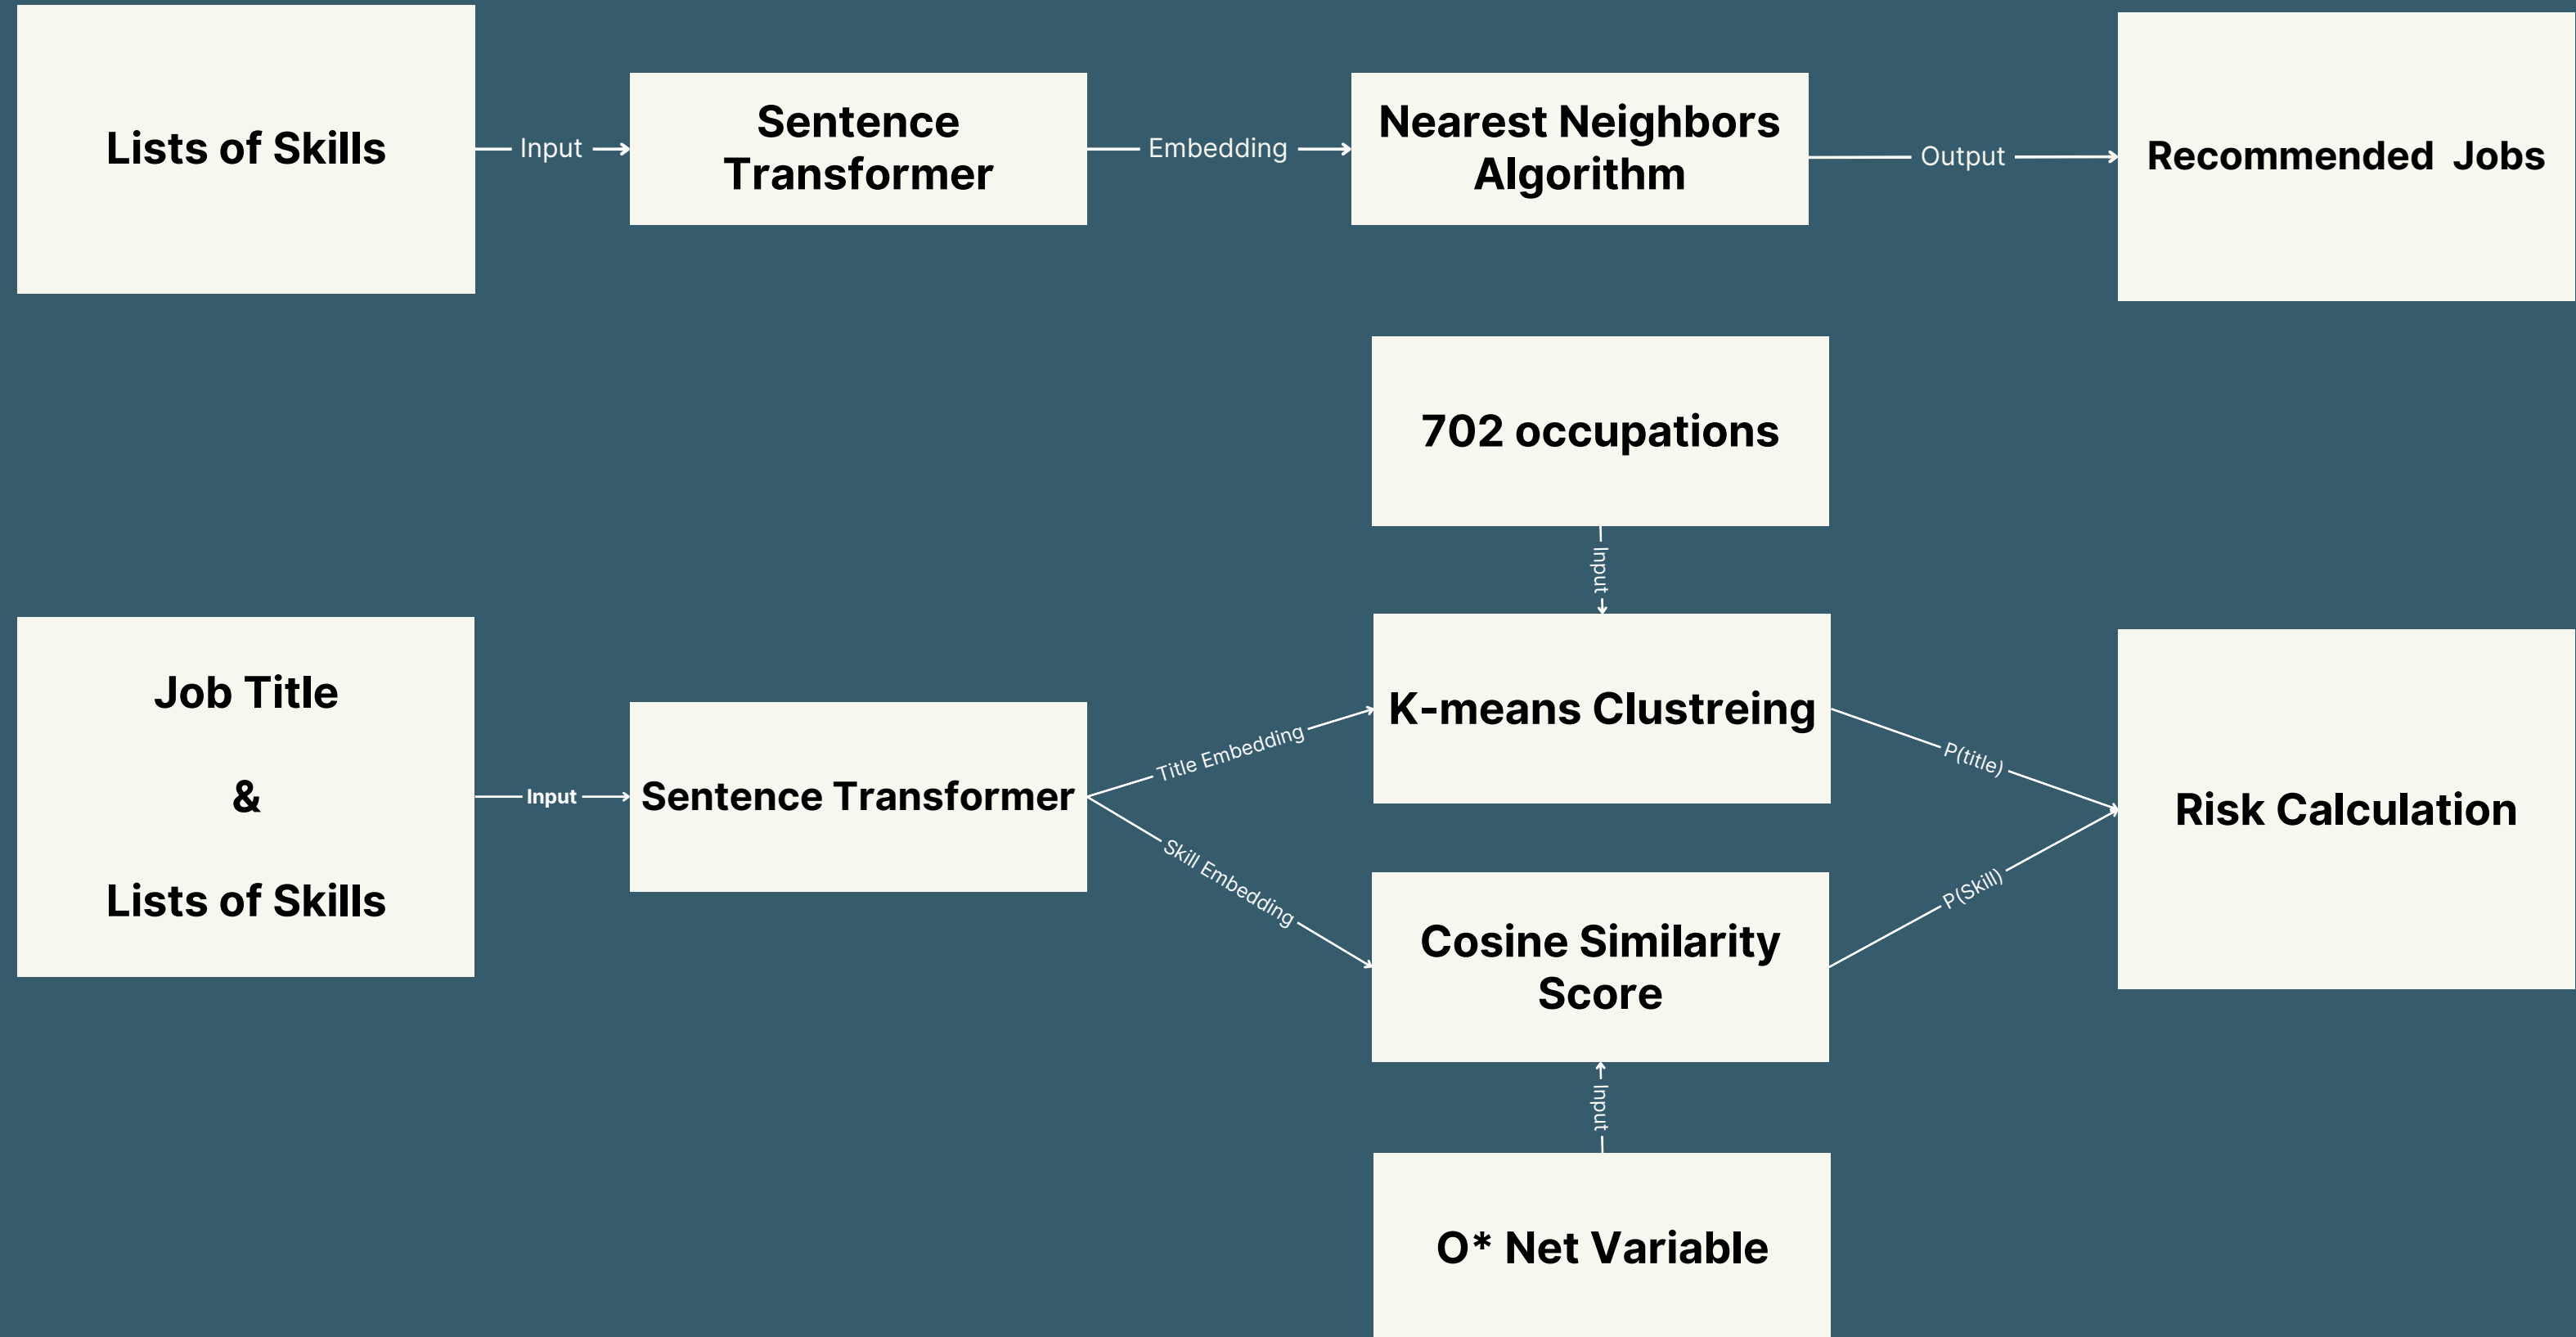 Lists of Skills
Input
Sentence
Transformer
Embedding
Nearest Neighbors
Algorithm
Output
Recommended Jobs
702 occupations
Input
Job Title
&
Lists of Skills
Input
Sentence Transformer
Title Embedding
Skill Embedding
K-means Clustreing
Cosine Similarity
Score
P(title)
P(Skill)
Risk Calculation
Input
O* Net Variable